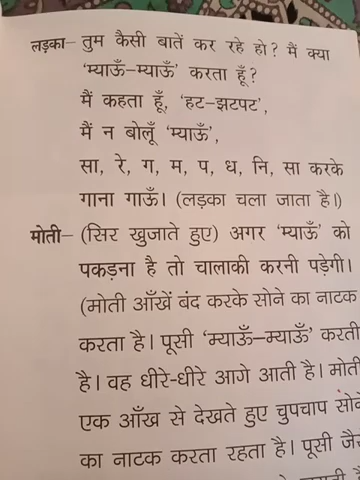 लड़का– तुम कैसी बातें कर रहे हो? मैं क्या
'म्याऊँ–म्याऊँ' करता हूँ?
मैं कहता हूँ, 'हट–झटपट',
मैं न बोलूँ 'म्याऊँ',
सा, रे, ग, म, प, ध, नि, सा करके
गाना गाऊँ। (लड़का चला जाता है।)
मोती– (सिर खुजाते हुए) अगर 'म्याऊँ' को
पकड़ना है तो चालाकी करनी पड़ेगी।
(मोती आँखें बंद करके सोने का नाटक
करता है। पूसी 'म्याऊँ–म्याऊँ' करती
है। वह धीरे-धीरे आगे आती है। मोती
एक आँख से देखते हुए चुपचाप सोने
का नाटक करता रहता है। पूसी जैसे